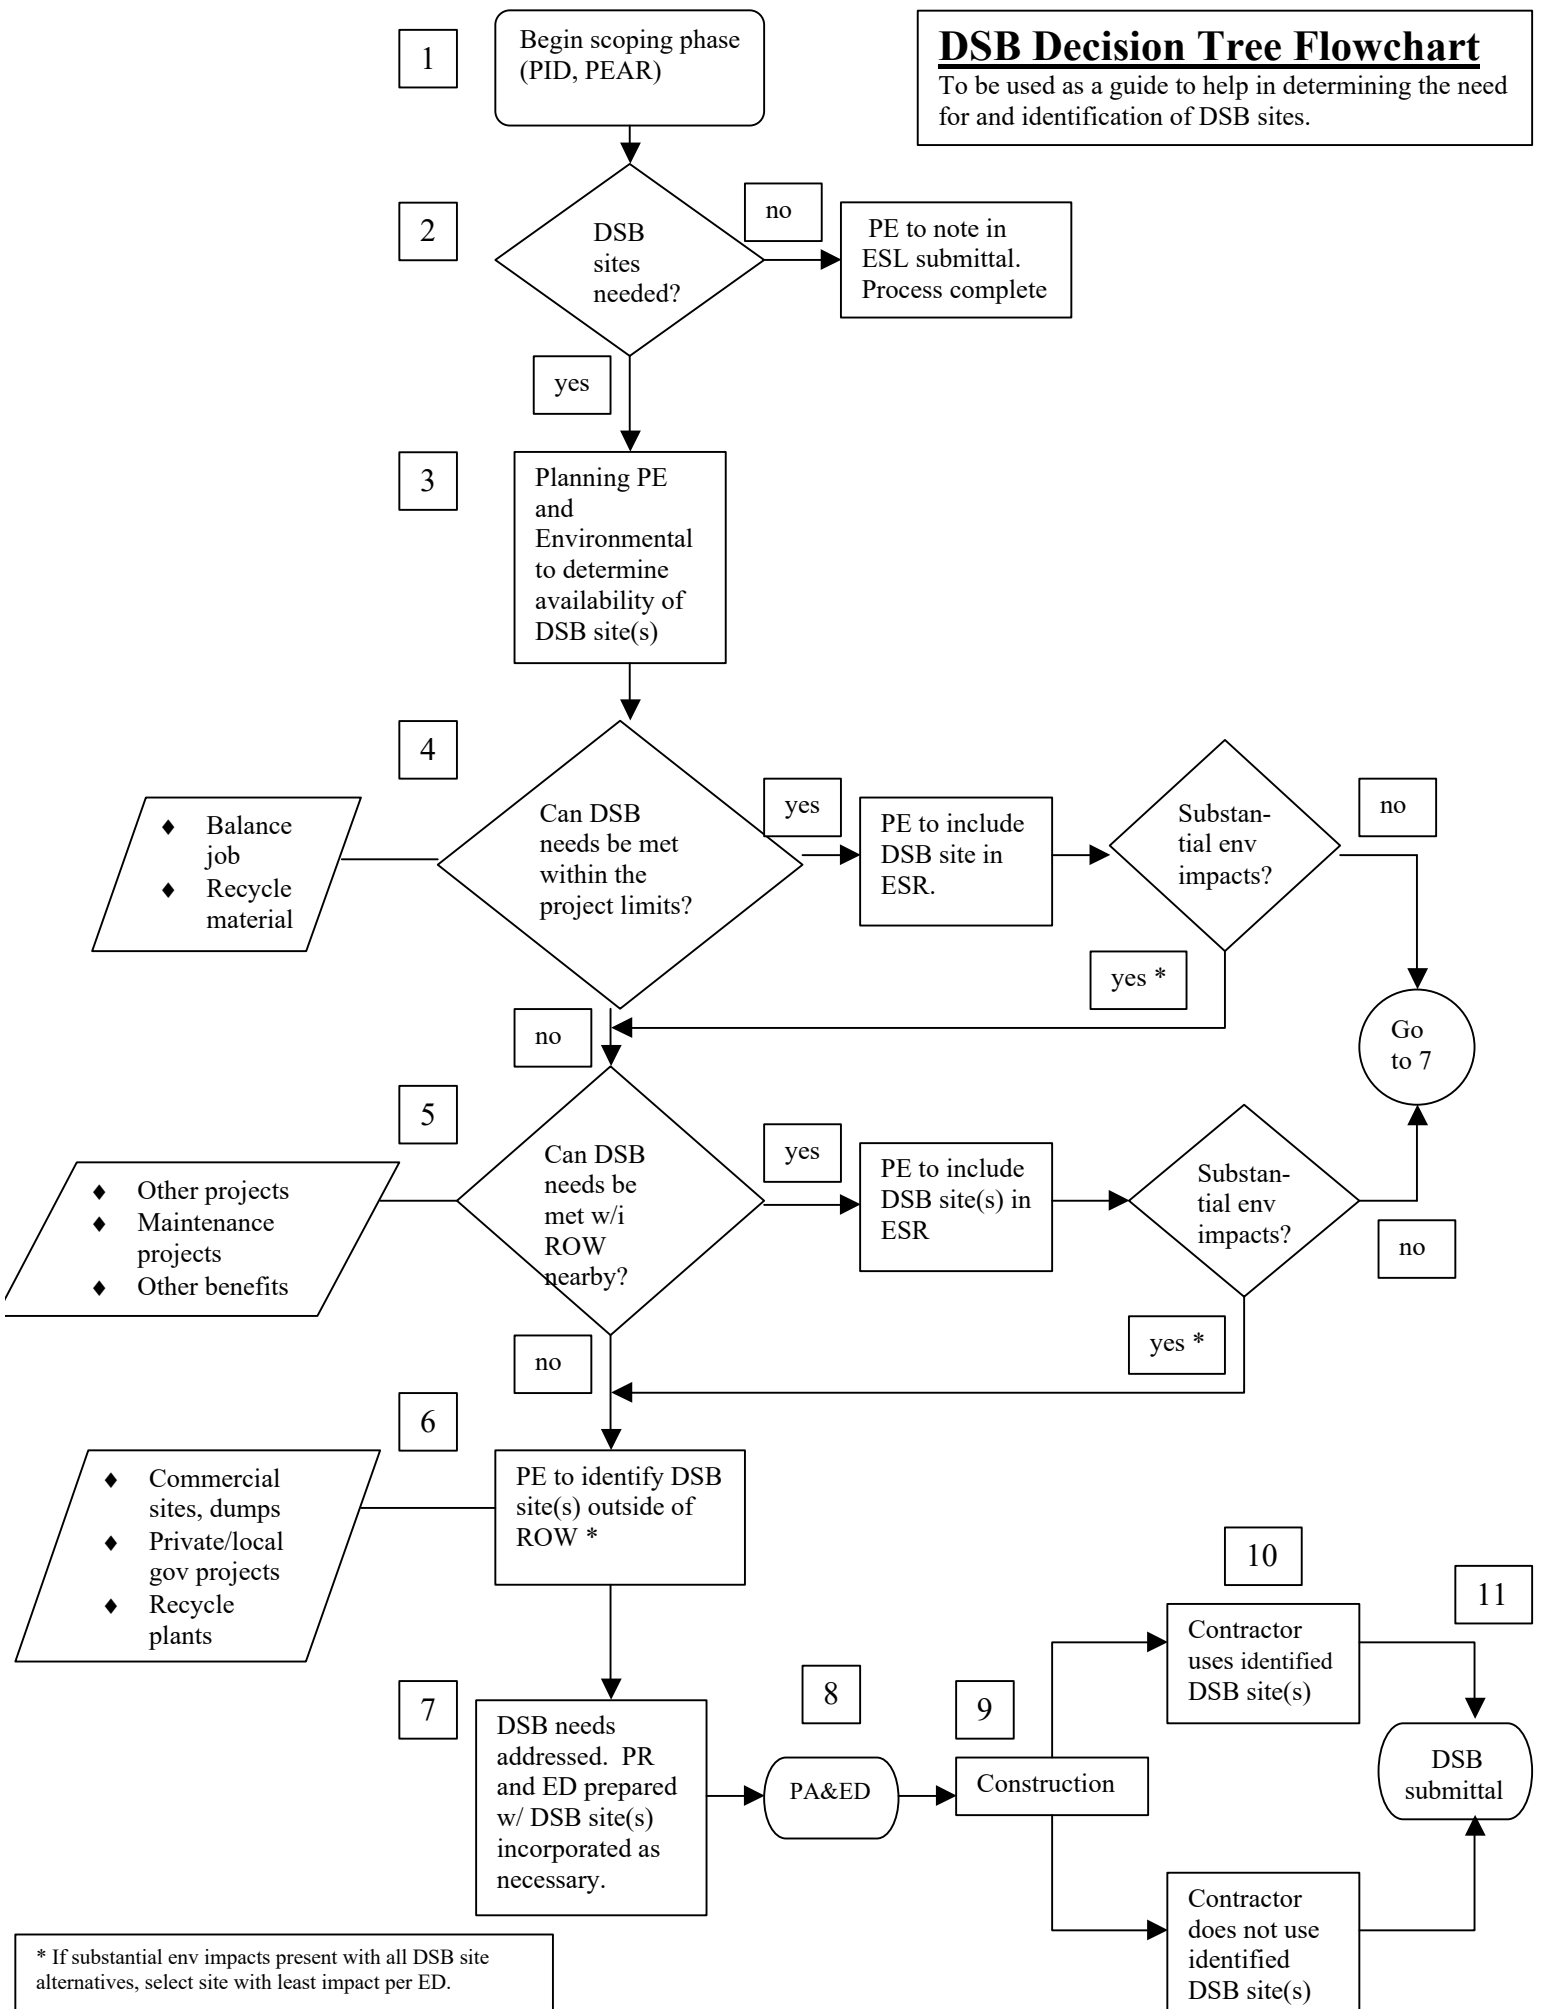 1
Begin scoping phase
(PID, PEAR)
DSB Decision Tree Flowchart
To be used as a guide to help in determining the need
for and identification of DSB sites.
2
DSB
sites
needed?
no
PE to note in
ESL submittal.
Process complete
yes
3
Planning PE
and
Environmental
to determine
availability of
DSB site(s)
4
♦ Balance
job
♦ Recycle
material
Can DSB
needs be met
within the
project limits?
yes
PE to include
DSB site in
ESR.
Substan-
tial env
impacts?
no
yes *
no
Go
to 7
5
♦ Other projects
♦ Maintenance
projects
♦ Other benefits
Can DSB
needs be
met w/i
ROW
nearby?
yes
PE to include
DSB site(s) in
ESR
Substan-
tial env
impacts?
no
yes *
no
6
♦ Commercial
sites, dumps
♦ Private/local
gov projects
♦ Recycle
plants
PE to identify DSB
site(s) outside of
ROW *
7
DSB needs
addressed.  PR
and ED prepared
w/ DSB site(s)
incorporated as
necessary.
8
PA&ED
9
Construction
10
Contractor
uses identified
DSB site(s)
11
DSB
submittal
Contractor
does not use
identified
DSB site(s)
* If substantial env impacts present with all DSB site
alternatives, select site with least impact per ED.